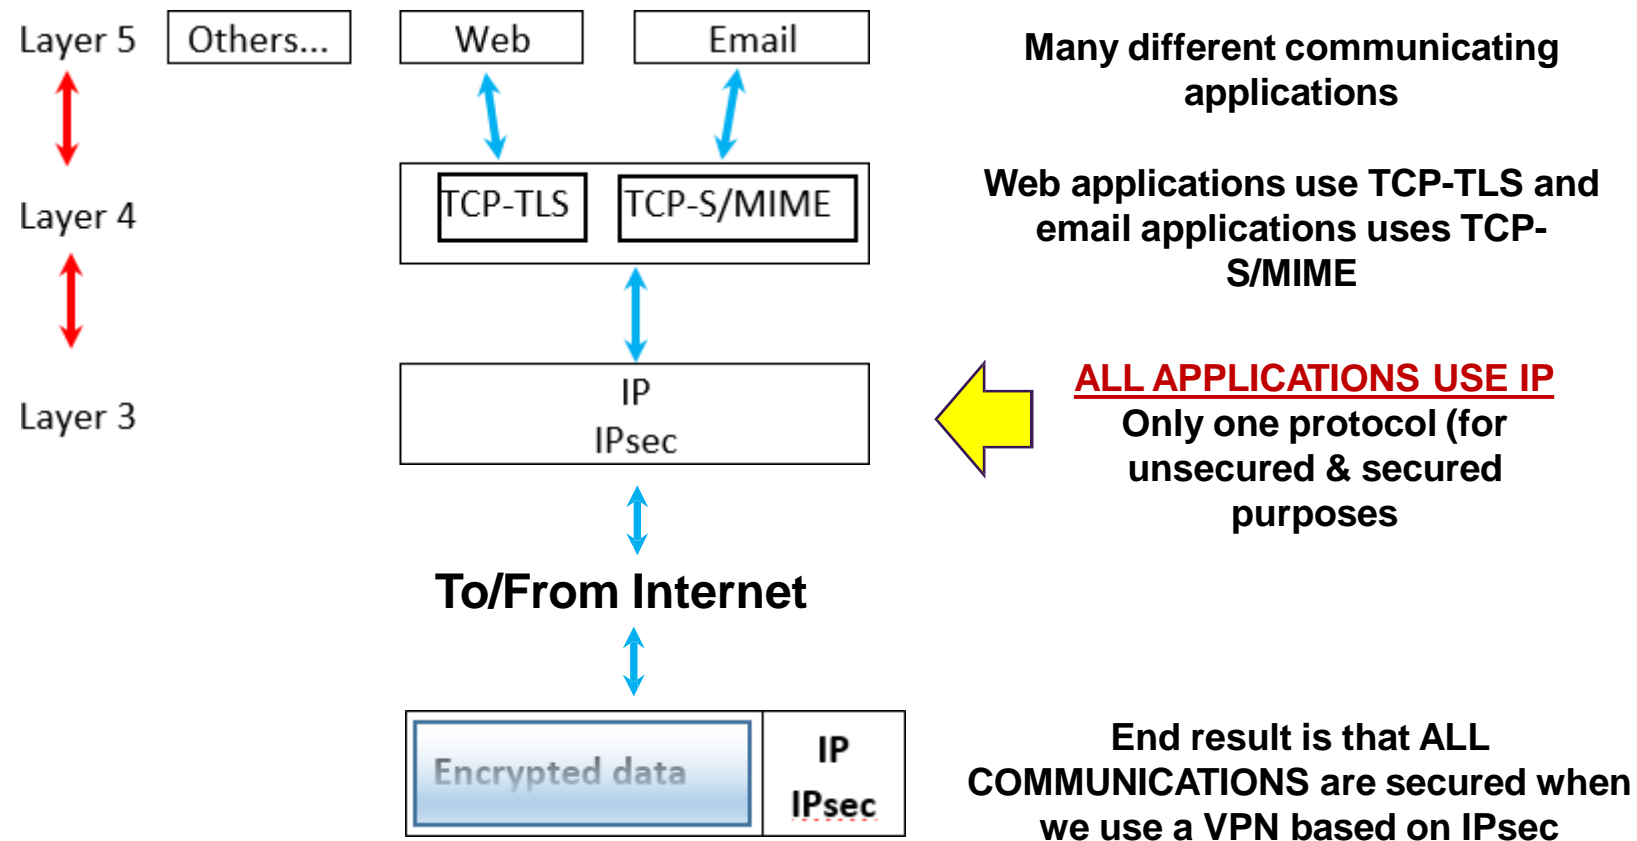 Layer 5
Others...
Web
Email
Many different communicating
applications
Layer 4
TCP-TLS
TCP-S/MIME
Web applications use TCP-TLS and
email applications uses TCP-
S/MIME
Layer 3
IP
IPsec
ALL APPLICATIONS USE IP
Only one protocol (for
unsecured & secured
purposes
To/From Internet
Encrypted data
IP
IPsec
End result is that ALL
COMMUNICATIONS are secured when
we use a VPN based on IPsec